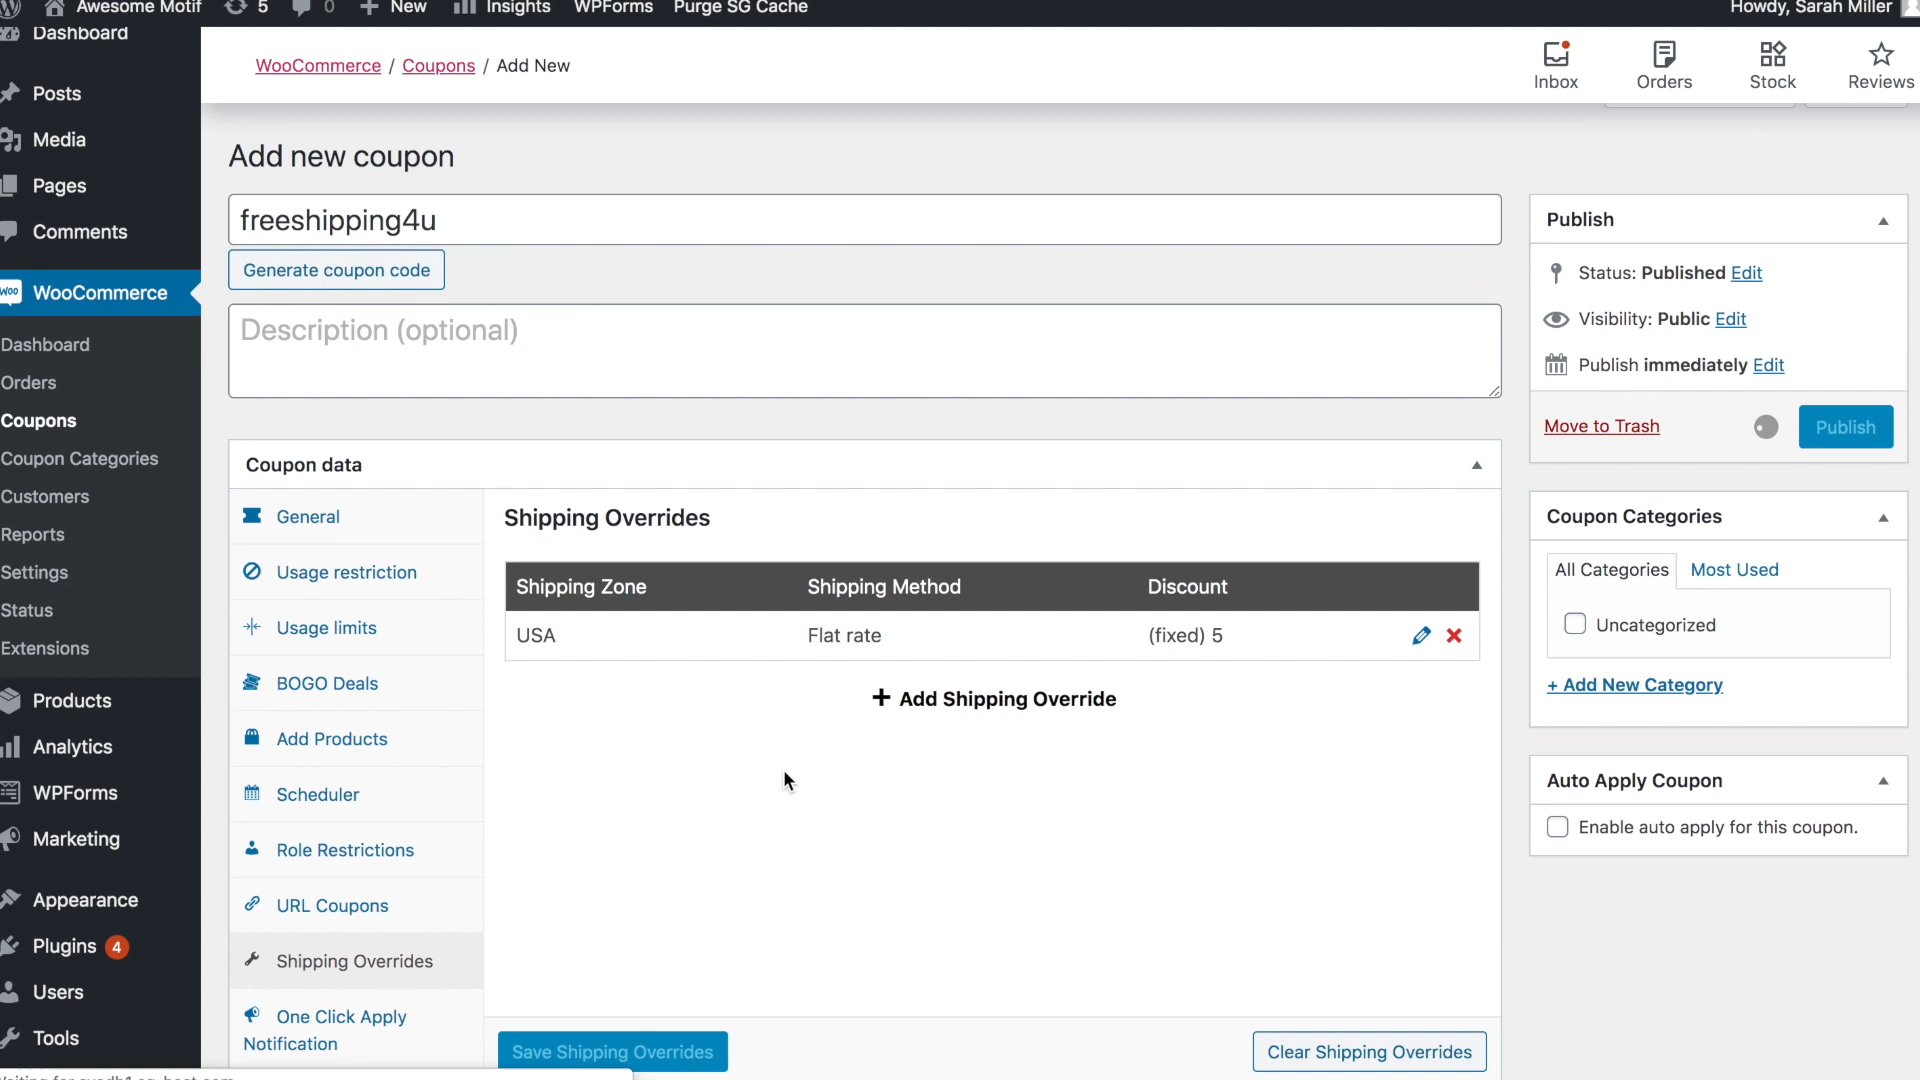 Awesome Motif 5 0 New Insights WPForms Purge SG Cache Howdy, Sarah Miller
Dashboard
Posts
Media
Pages
Comments
WooCommerce
Dashboard
Orders
Coupons
Coupon Categories
Customers
Reports
Settings
Status
Extensions
Products
Analytics
WPForms
Marketing
Appearance
Plugins 4
Users
Tools
WooCommerce / Coupons / Add New
Inbox Orders Stock Reviews
Add new coupon
freeshipping4u
Generate coupon code
Description (optional)
Coupon data
General
Usage restriction
Usage limits
BOGO Deals
Add Products
Scheduler
Role Restrictions
URL Coupons
Shipping Overrides
One Click Apply
Notification
Shipping Overrides
Shipping Zone Shipping Method Discount
USA Flat rate (fixed) 5
+ Add Shipping Override
Save Shipping Overrides Clear Shipping Overrides
Publish
Status: Published Edit
Visibility: Public Edit
Publish immediately Edit
Move to Trash Publish
Coupon Categories
All Categories Most Used
Uncategorized
+ Add New Category
Auto Apply Coupon
Enable auto apply for this coupon.